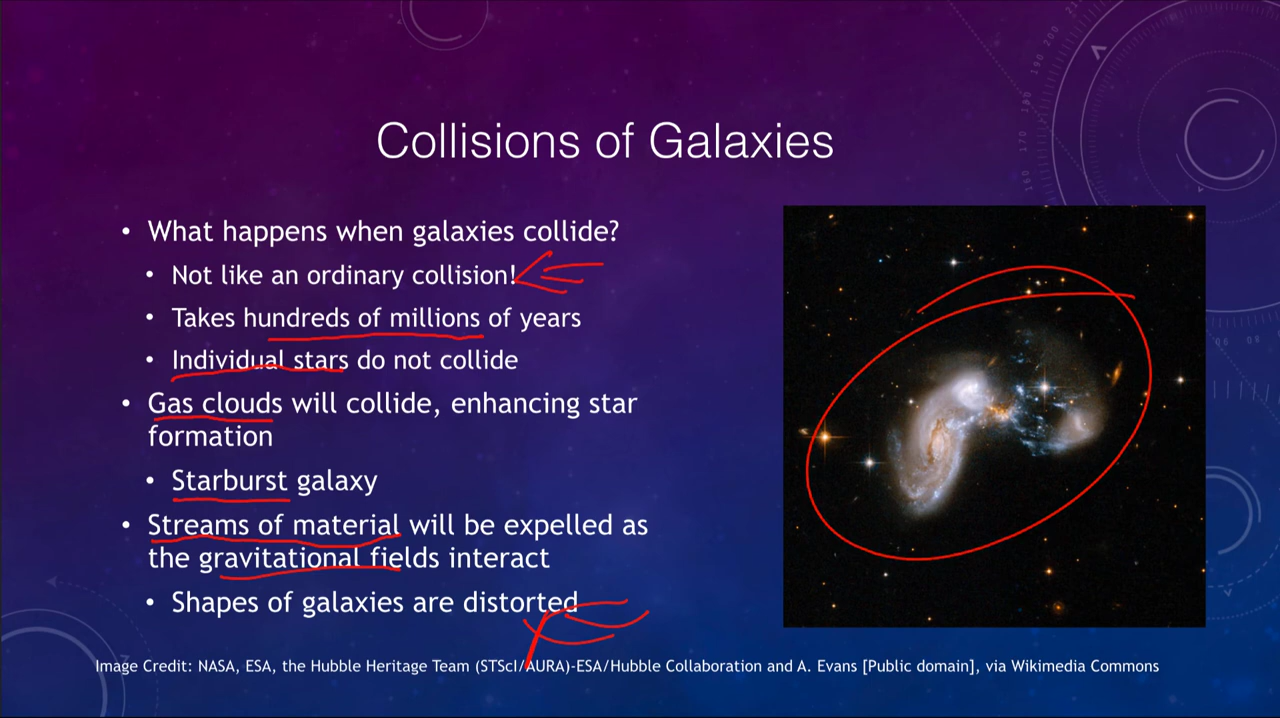 Collisions of Galaxies
• What happens when galaxies collide?
• Not like an ordinary collision!
• Takes hundreds of millions of years
• Individual stars do not collide
• Gas clouds will collide, enhancing star
formation
• Starburst galaxy
• Streams of material will be expelled as
the gravitational fields interact
• Shapes of galaxies are distorted
Image Credit: NASA, ESA, the Hubble Heritage Team (STScI/AURA)-ESA/Hubble Collaboration and A. Evans [Public domain], via Wikimedia Commons